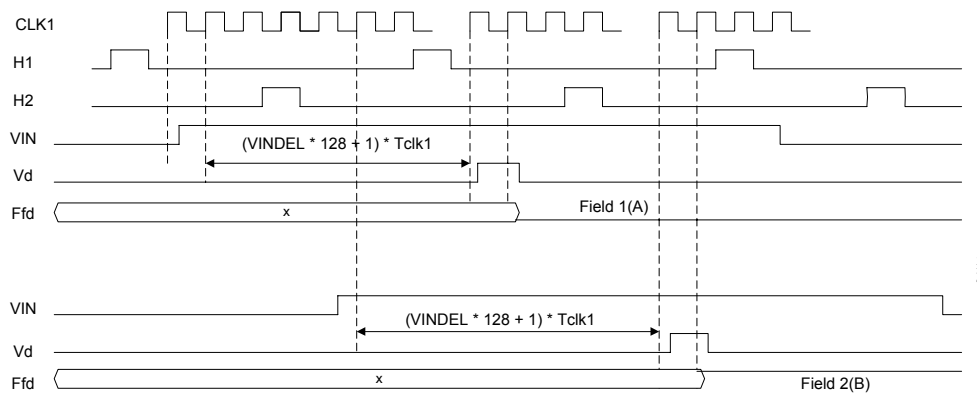 CLK1
H1
H2
VIN
(VINDEL * 128 + 1) * Tclk1
Vd
Ffd
x
Field 1(A)
VIN
(VINDEL * 128 + 1) * Tclk1
Vd
Ffd
x
Field 2(B)